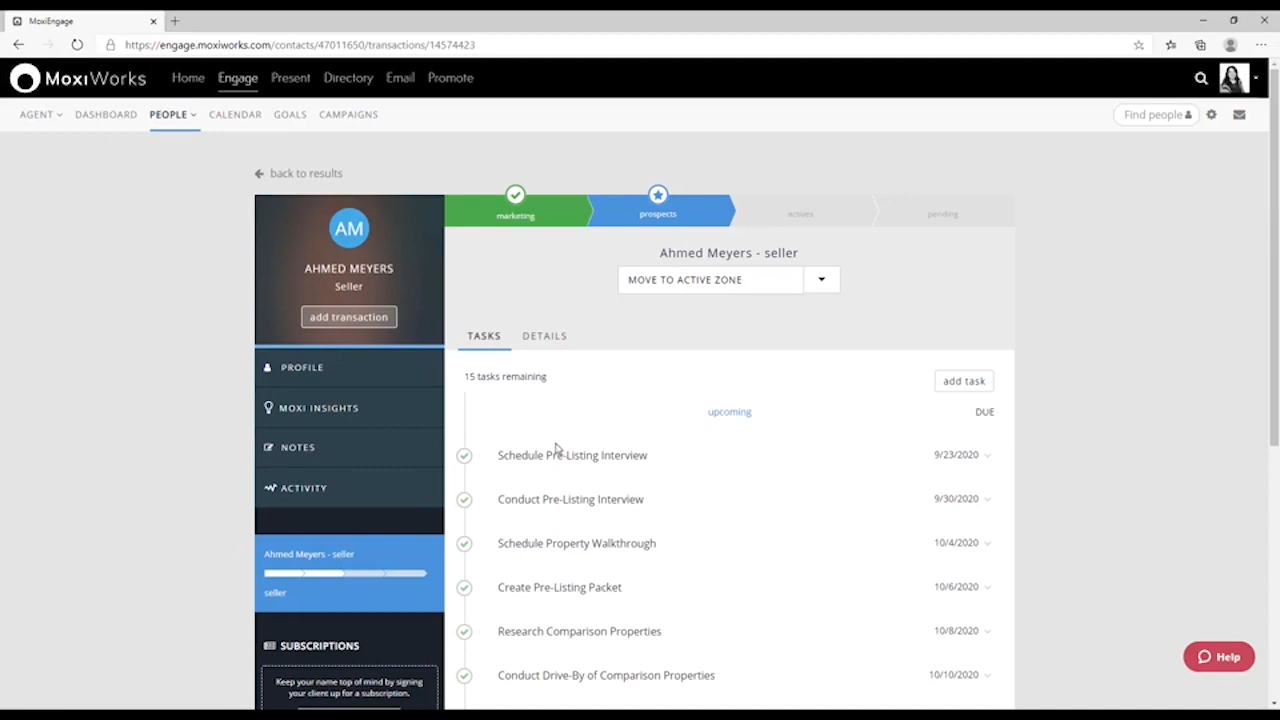 MoxiEngage
https://engage.moxiworks.com/contacts/47011650/transactions/14574423
MoxiWorks Home Engage Present Directory Email Promote
AGENT DASHBOARD PEOPLE CALENDAR GOALS CAMPAIGNS Find people
back to results
AM
AHMED MEYERS
Seller
add transaction
PROFILE
MOXI INSIGHTS
NOTES
ACTIVITY
Ahmed Meyers - seller
seller
SUBSCRIPTIONS
Keep your name top of mind by signing
your client up for a subscription.
marketing prospects actives pending
Ahmed Meyers - seller
MOVE TO ACTIVE ZONE
TASKS DETAILS
15 tasks remaining add task
upcoming DUE
Schedule Pre-Listing Interview 9/23/2020
Conduct Pre-Listing Interview 9/30/2020
Schedule Property Walkthrough 10/4/2020
Create Pre-Listing Packet 10/6/2020
Research Comparison Properties 10/8/2020
Conduct Drive-By of Comparison Properties 10/10/2020
Help